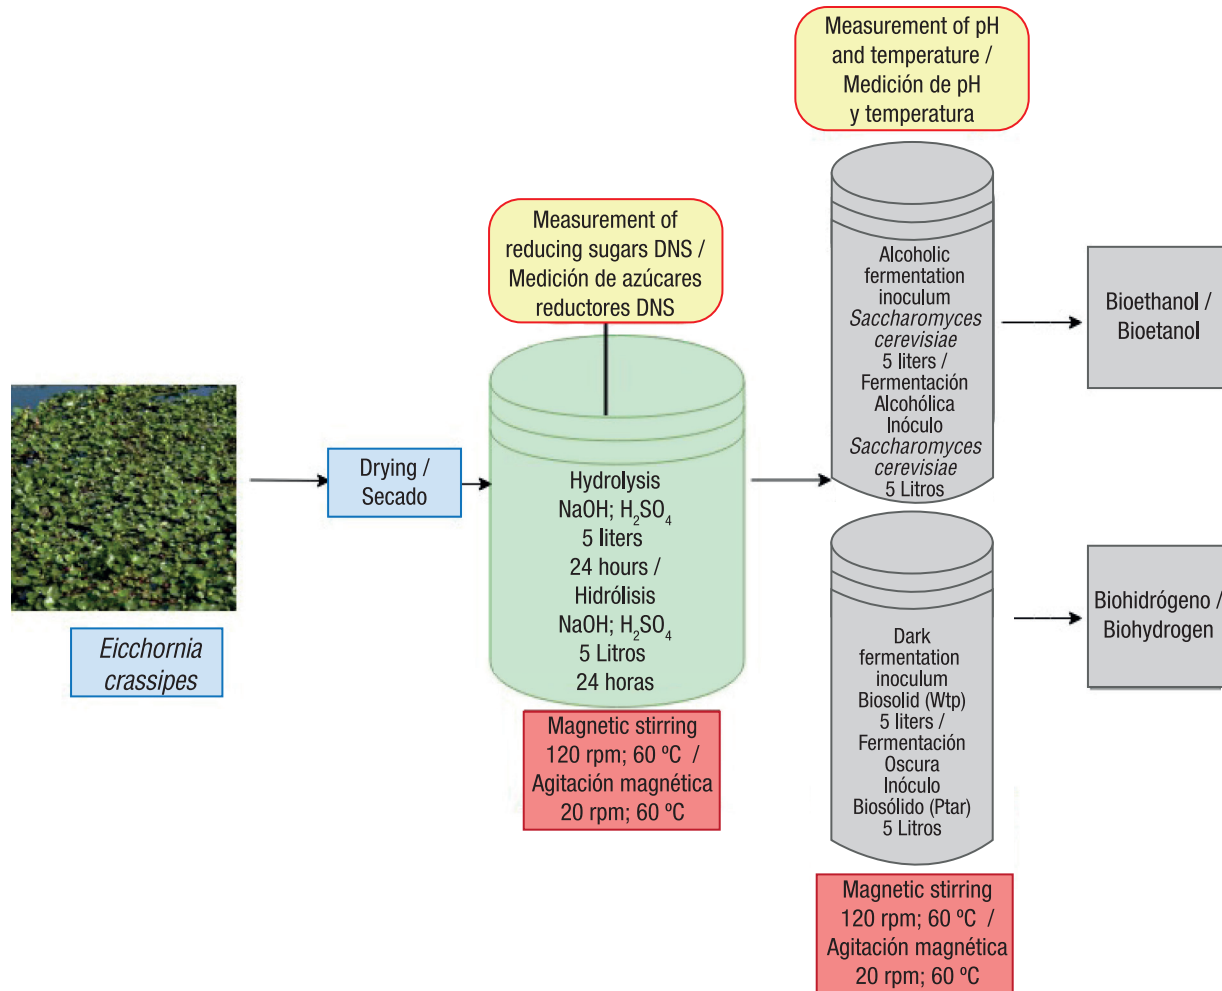 Measurement of pH
and temperature /
Medición de pH
y temperatura
Measurement of
reducing sugars DNS /
Medición de azúcares
reductores DNS
Alcoholic
fermentation
inoculum
Saccharomyces
cerevisiae
5 liters /
Fermentación
Alcohólica
Inóculo
Saccharomyces
cerevisiae
5 Litros
Bioethanol /
Bioetanol
Drying /
Secado
Hydrolysis
NaOH; H₂SO₄
5 liters
24 hours /
Hidrólisis
NaOH; H₂SO₄
5 Litros
24 horas
Eicchornia
crassipes
Dark
fermentation
inoculum
Biosolid (Wtp)
5 liters /
Fermentación
Oscura
Inóculo
Biosólido (Ptar)
5 Litros
Biohidrógeno /
Biohydrogen
Magnetic stirring
120 rpm; 60 ºC /
Agitación magnética
20 rpm; 60 ºC
Magnetic stirring
120 rpm; 60 ºC /
Agitación magnética
20 rpm; 60 ºC